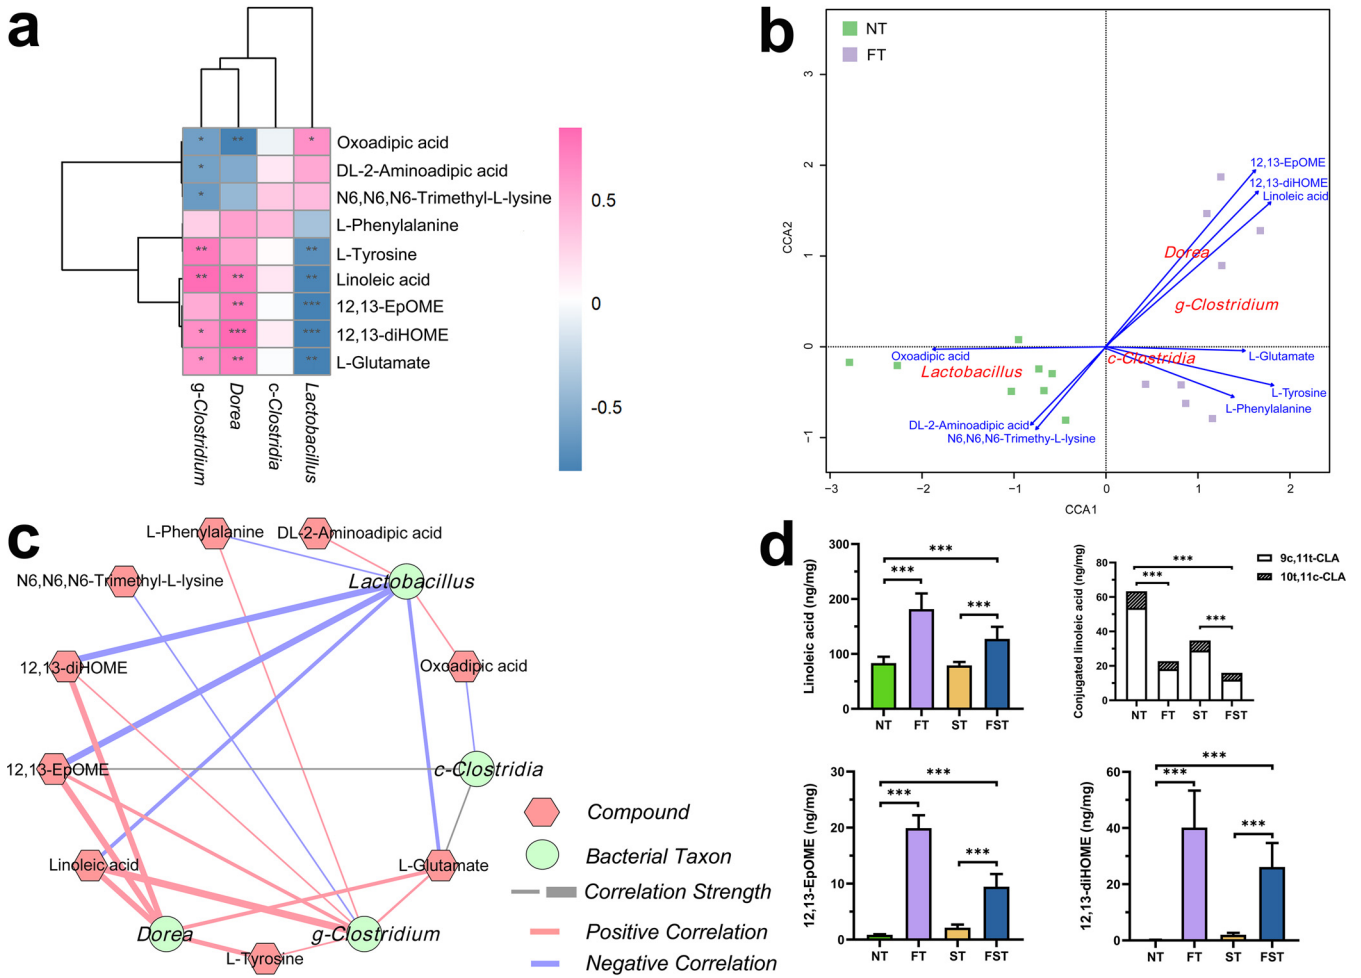 a
* ** * Oxoadipic acid
* DL-2-Aminoadipic acid
* N6,N6,N6-Trimethyl-L-lysine
L-Phenylalanine
** ** L-Tyrosine
** ** ** Linoleic acid
** *** 12,13-EpOME
* *** *** 12,13-diHOME
* ** ** L-Glutamate
g-Clostridium
Dorea
c-Clostridia
Lactobacillus
0.5
0
-0.5
b
NT
FT
CCA2
3
2
1
0
−1
12,13-EpOME
12,13-diHOME
Linoleic acid
Dorea
g-Clostridium
Oxoadipic acid
c-Clostridia
L-Glutamate
Lactobacillus
L-Tyrosine
L-Phenylalanine
DL-2-Aminoadipic acid
N6,N6,N6-Trimethy-L-lysine
−3 −2 −1 0 1 2
CCA1
c
L-Phenylalanine
DL-2-Aminoadipic acid
N6,N6,N6-Trimethyl-L-lysine
Lactobacillus
12,13-diHOME
Oxoadipic acid
12,13-EpOME
c-Clostridia
Linoleic acid
L-Glutamate
Dorea
g-Clostridium
L-Tyrosine
Compound
Bacterial Taxon
Correlation Strength
Positive Correlation
Negative Correlation
d
Linoleic acid (ng/mg)
300
200
100
0
***
***
***
NT FT ST FST
Conjugated linoleic acid (ng/mg)
80
60
40
20
0
***
***
***
NT FT ST FST
9c,11t-CLA
10t,11c-CLA
12,13-EpOME (ng/mg)
30
20
10
0
***
***
***
NT FT ST FST
12,13-diHOME (ng/mg)
60
40
20
0
***
***
***
NT FT ST FST